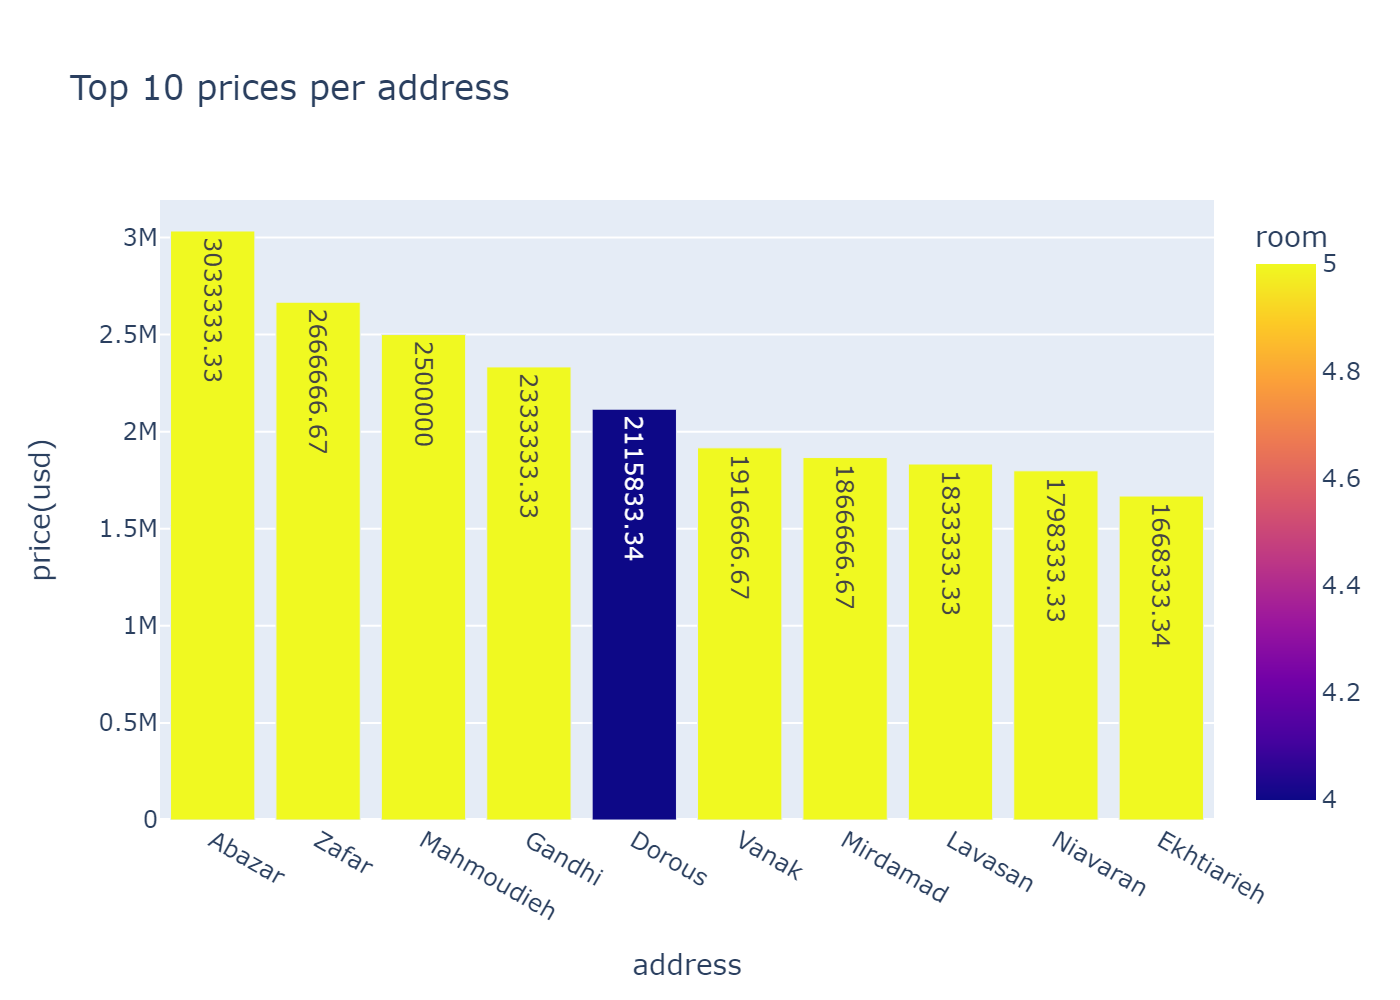 Top 10 prices per address
price(usp)
3M
2.5M
2M
1.5M
1M
0.5M
0
3033333.33
2666666.67
2500000
2333333.33
2115833.34
1916666.67
1866666.67
1833333.33
1798333.33
1668333.34
Abazar
Zafar
Mahmoudieh
Gandhi
Dorous
Vanak
Mirdamad
Lavasan
Niavaran
Ekhtiarieh
address
room
5
4.8
4.6
4.4
4.2
4